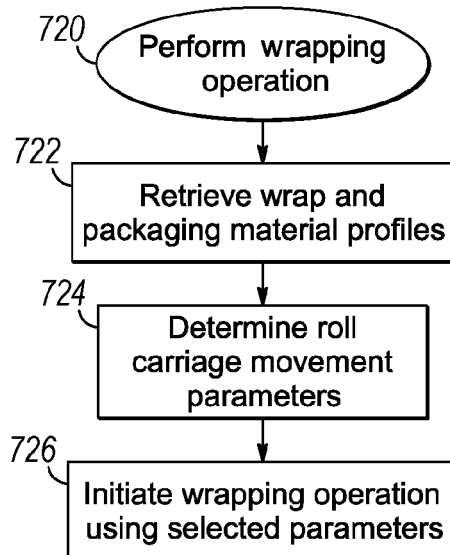 720
Perform wrapping
operation
722
Retrieve wrap and
packaging material profiles
724
Determine roll
carriage movement
parameters
726
Initiate wrapping operation
using selected parameters